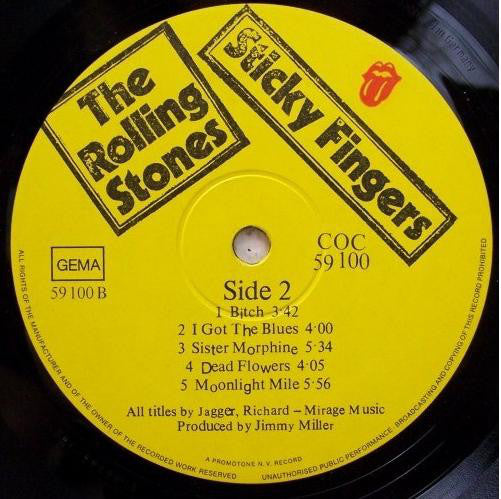 The
Rolling
Stones
Sticky Fingers
GEMA
59 100 B
COC
59 100
Side 2
1 Bitch 3·42
2 I Got The Blues 4·00
3 Sister Morphine 5·34
4 Dead Flowers 4·05
5 Moonlight Mile 5·56
All titles by Jagger, Richard – Mirage Music
Produced by Jimmy Miller
A PROMOTONE N. V. RECORD
ALL RIGHTS OF THE MANUFACTURER AND OF THE OWNER OF THE RECORDED WORK RESERVED
UNAUTHORISED PUBLIC PERFORMANCE, BROADCASTING AND COPYING OF THIS RECORD PROHIBITED